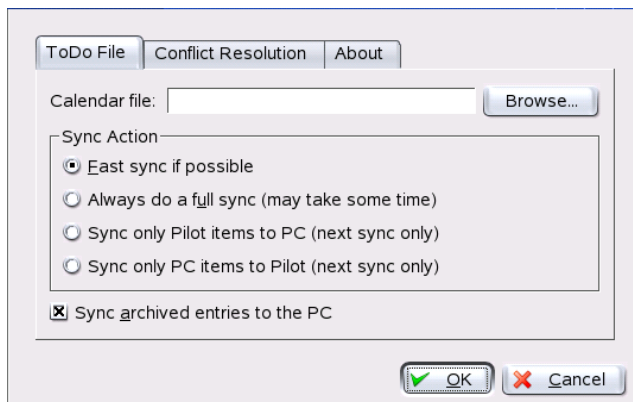 ToDo File Conflict Resolution About
Calendar file: Browse...
Sync Action
Fast sync if possible
Always do a full sync (may take some time)
Sync only Pilot items to PC (next sync only)
Sync only PC items to Pilot (next sync only)
Sync archived entries to the PC
OK Cancel